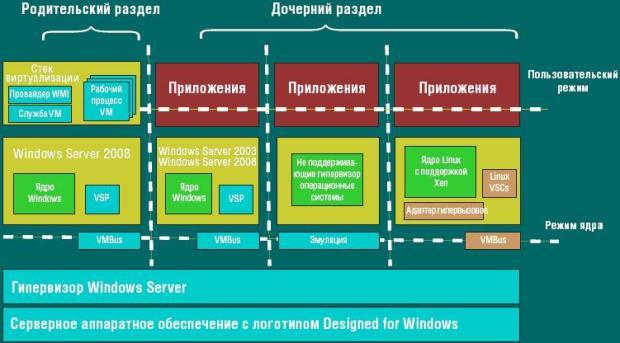 Родительский раздел
Дочерний раздел
Стек
виртуализации
Провайдер WMI
Служба VM
Рабочий
процесс
VM
Приложения
Приложения
Приложения
Пользовательский
режим
Windows Server 2008
Ядро
Windows
VSP
Windows Server 2003
Windows Server 2008
Ядро
Windows
VSP
Не поддержива-
ющие гипервизор
операционные
системы
Ядро Linux
с поддержкой
Xen
Linux
VSCs
Адаптер гипервызовов
Режим ядра
VMBus
VMBus
Эмуляция
VMBus
Гипервизор Windows Server
Серверное аппаратное обеспечение с логотипом Designed for Windows